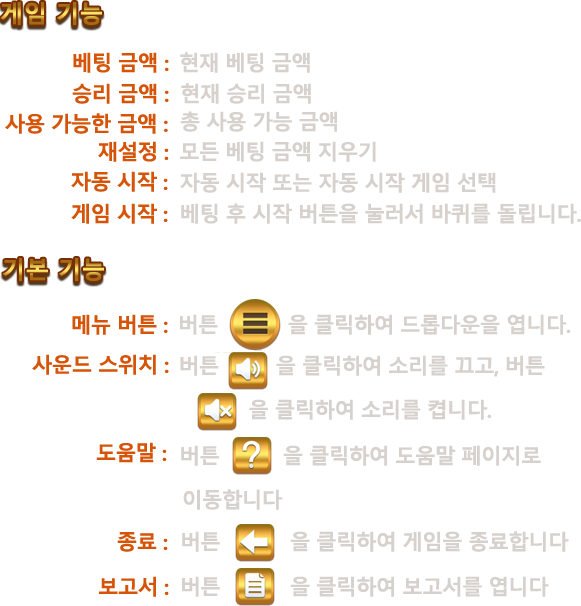 게임 기능
베팅 금액 : 현재 베팅 금액
승리 금액 : 현재 승리 금액
사용 가능한 금액 : 총 사용 가능 금액
재설정 : 모든 베팅 금액 지우기
자동 시작 : 자동 시작 또는 자동 시작 게임 선택
게임 시작 : 베팅 후 시작 버튼을 눌러서 바퀴를 돌립니다.
기본 기능
메뉴 버튼 : 버튼 을 클릭하여 드롭다운을 엽니다.
사운드 스위치 : 버튼 을 클릭하여 소리를 끄고, 버튼
을 클릭하여 소리를 켭니다.
도움말 : 버튼 ? 을 클릭하여 도움말 페이지로
이동합니다
종료 : 버튼 을 클릭하여 게임을 종료합니다
보고서 : 버튼 을 클릭하여 보고서를 엽니다